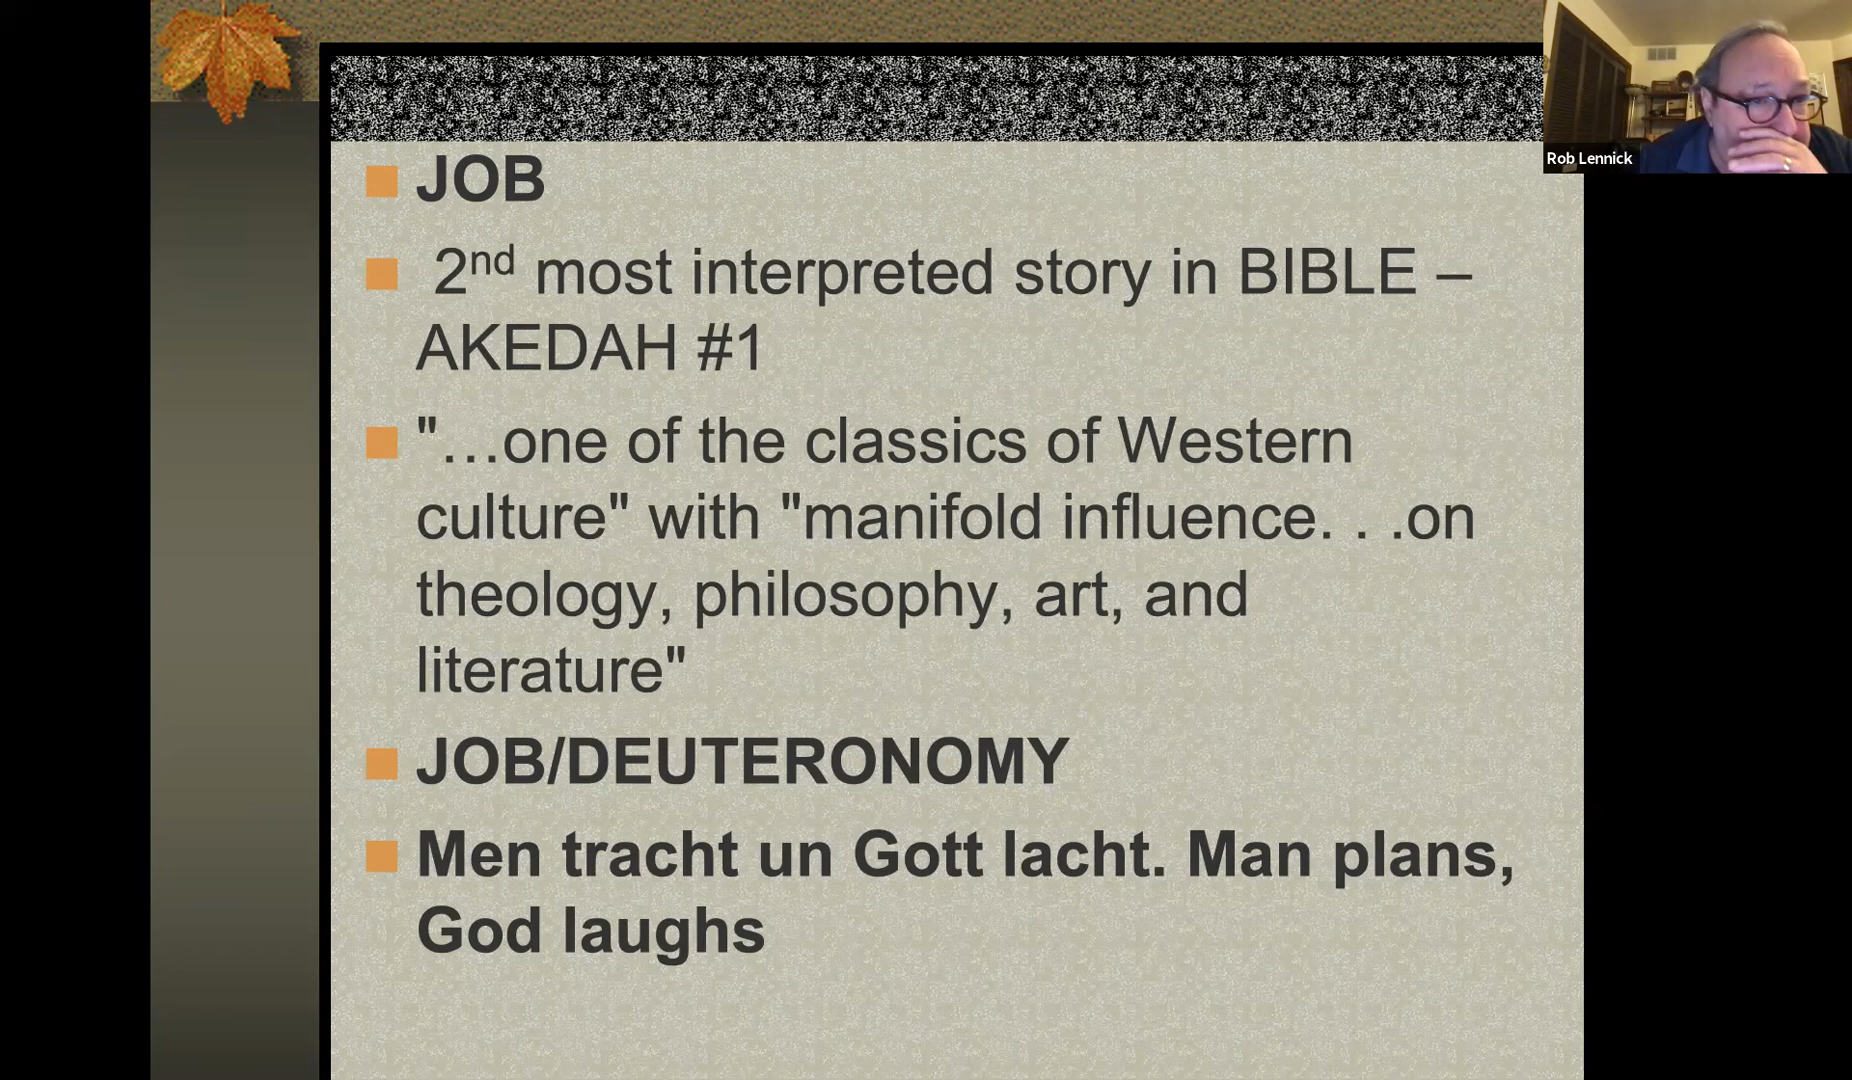 JOB
2nd most interpreted story in BIBLE –
AKEDAH #1
"…one of the classics of Western
culture" with "manifold influence. . .on
theology, philosophy, art, and
literature"
JOB/DEUTERONOMY
Men tracht un Gott lacht. Man plans,
God laughs
Rob Lennick